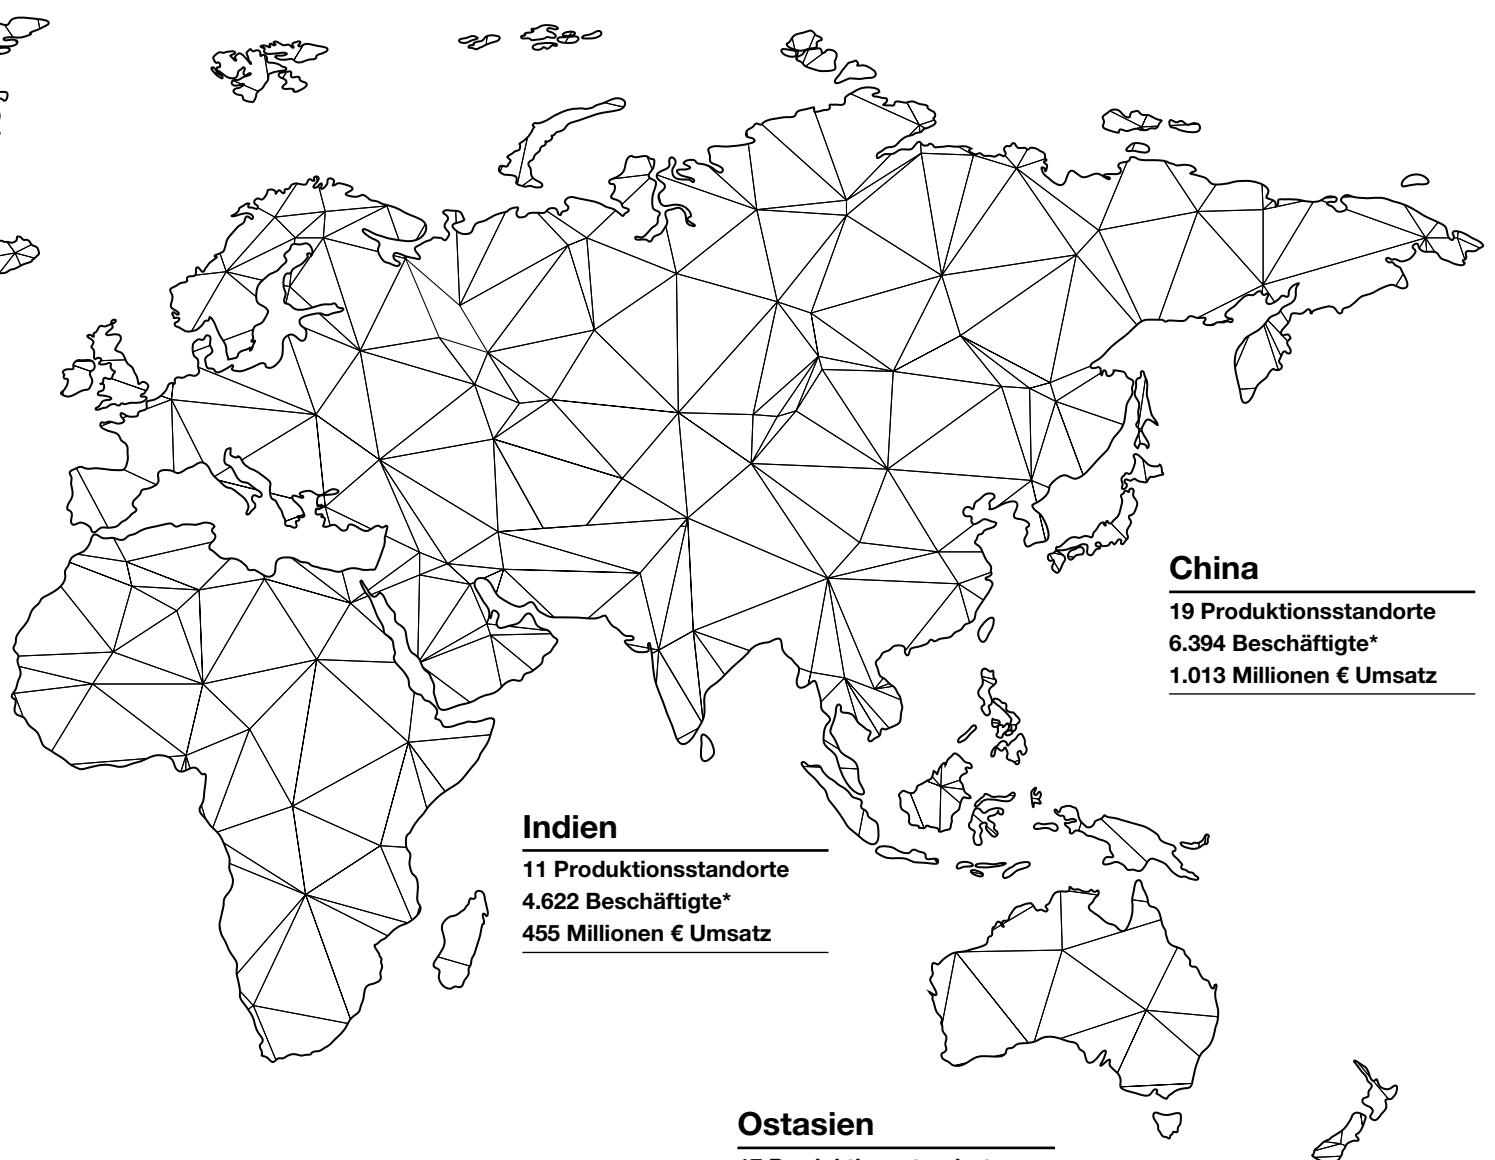 China
19 Produktionsstandorte
6.394 Beschäftigte*
1.013 Millionen € Umsatz
Indien
11 Produktionsstandorte
4.622 Beschäftigte*
455 Millionen € Umsatz
Ostasien